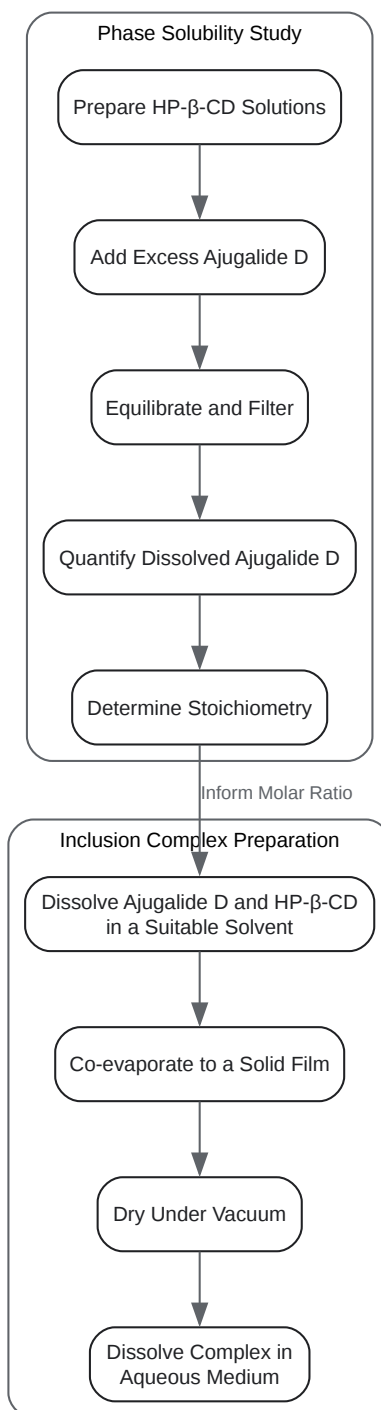 Phase Solubility Study
Prepare HP-β-CD Solutions
Add Excess Ajugalide D
Equilibrate and Filter
Quantify Dissolved Ajugalide D
Determine Stoichiometry
Inform Molar Ratio
Inclusion Complex Preparation
Dissolve Ajugalide D and HP-β-CD
in a Suitable Solvent
Co-evaporate to a Solid Film
Dry Under Vacuum
Dissolve Complex in
Aqueous Medium